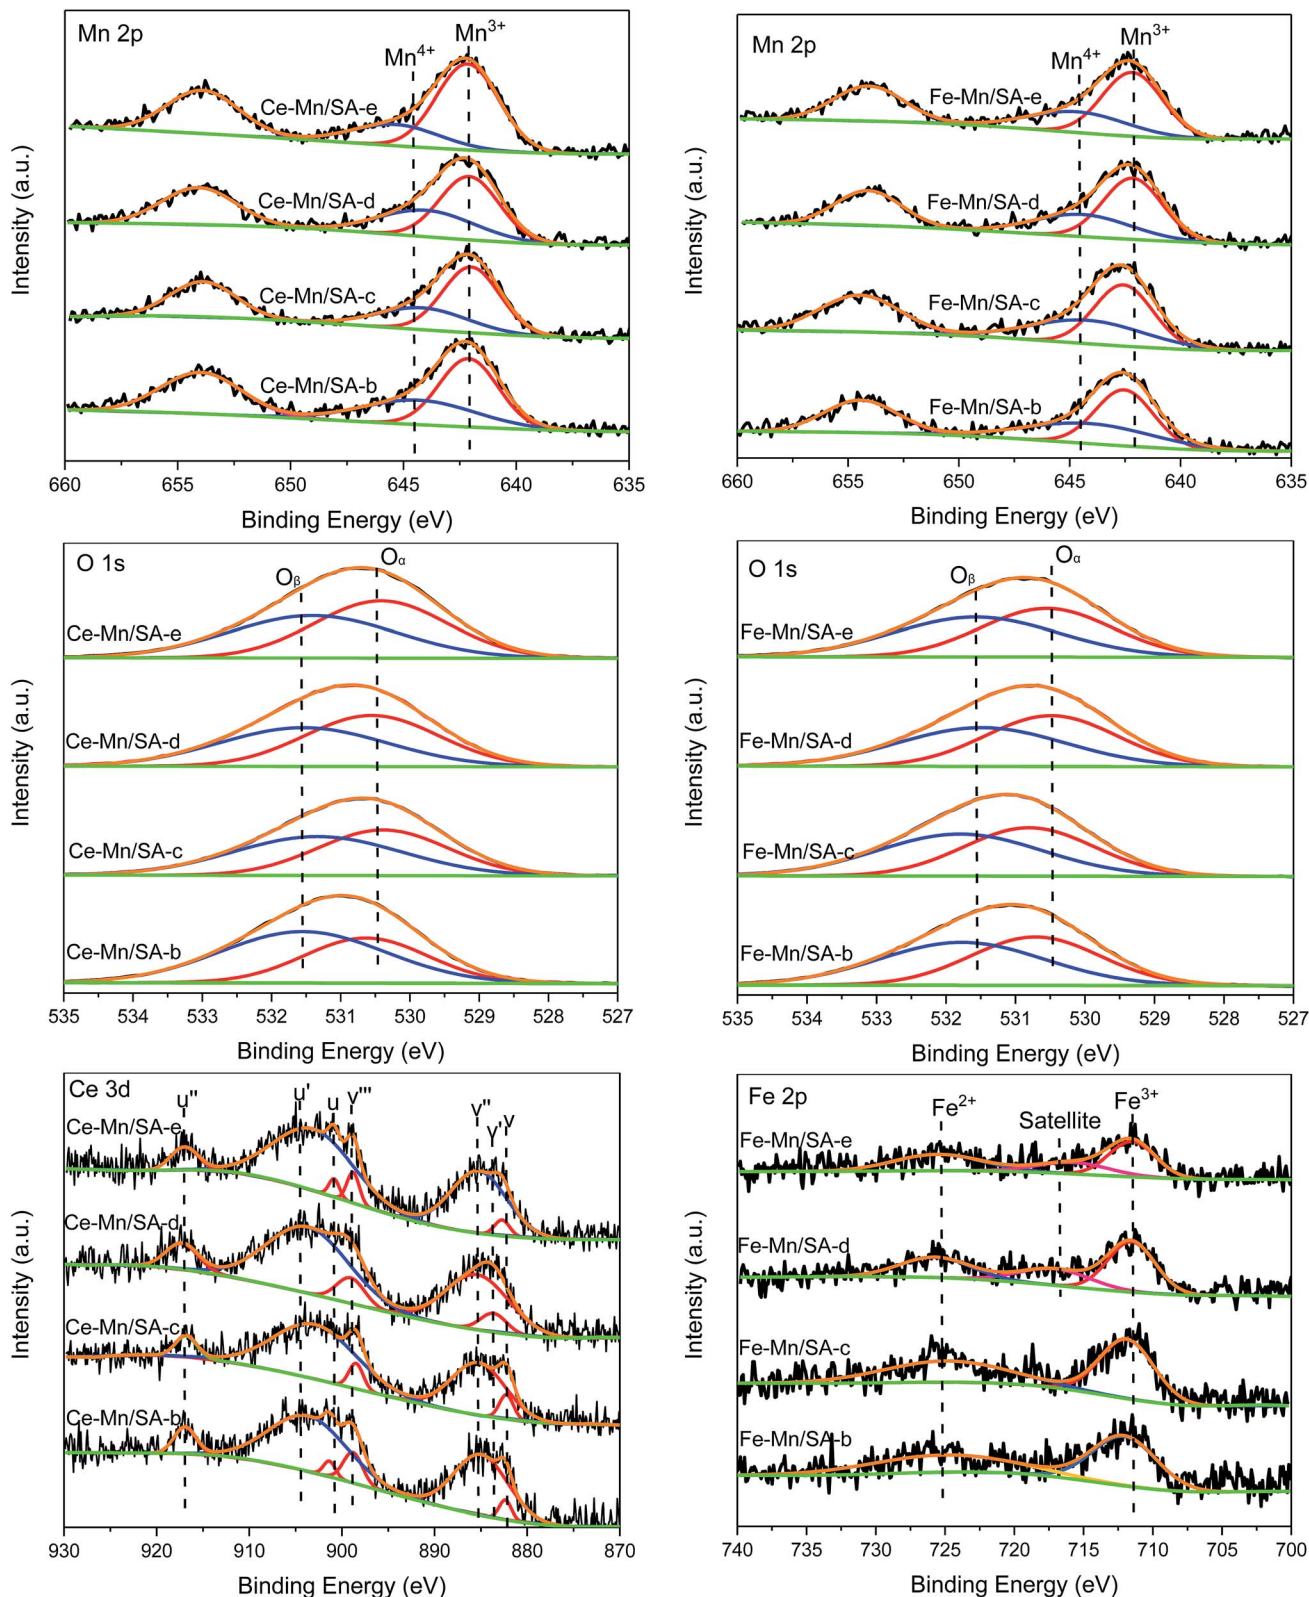 Mn 2p
Mn⁴⁺
Mn³⁺
Ce-Mn/SA-e
Ce-Mn/SA-d
Ce-Mn/SA-c
Ce-Mn/SA-b
Intensity (a.u.)
660 655 650 645 640 635
Binding Energy (eV)
Mn 2p
Mn⁴⁺
Mn³⁺
Fe-Mn/SA-e
Fe-Mn/SA-d
Fe-Mn/SA-c
Fe-Mn/SA-b
Intensity (a.u.)
660 655 650 645 640 635
Binding Energy (eV)
O 1s
Oβ
Oα
Ce-Mn/SA-e
Ce-Mn/SA-d
Ce-Mn/SA-c
Ce-Mn/SA-b
Intensity (a.u.)
535 534 533 532 531 530 529 528 527
Binding Energy (eV)
O 1s
Oβ
Oα
Fe-Mn/SA-e
Fe-Mn/SA-d
Fe-Mn/SA-c
Fe-Mn/SA-b
Intensity (a.u.)
535 534 533 532 531 530 529 528 527
Binding Energy (eV)
Ce 3d
u'' u' u v''' v'' v' v
Ce-Mn/SA-e
Ce-Mn/SA-d
Ce-Mn/SA-c
Ce-Mn/SA-b
Intensity (a.u.)
930 920 910 900 890 880 870
Binding Energy (eV)
Fe 2p
Fe²⁺
Satellite
Fe³⁺
Fe-Mn/SA-e
Fe-Mn/SA-d
Fe-Mn/SA-c
Fe-Mn/SA-b
Intensity (a.u.)
740 735 730 725 720 715 710 705 700
Binding Energy (eV)